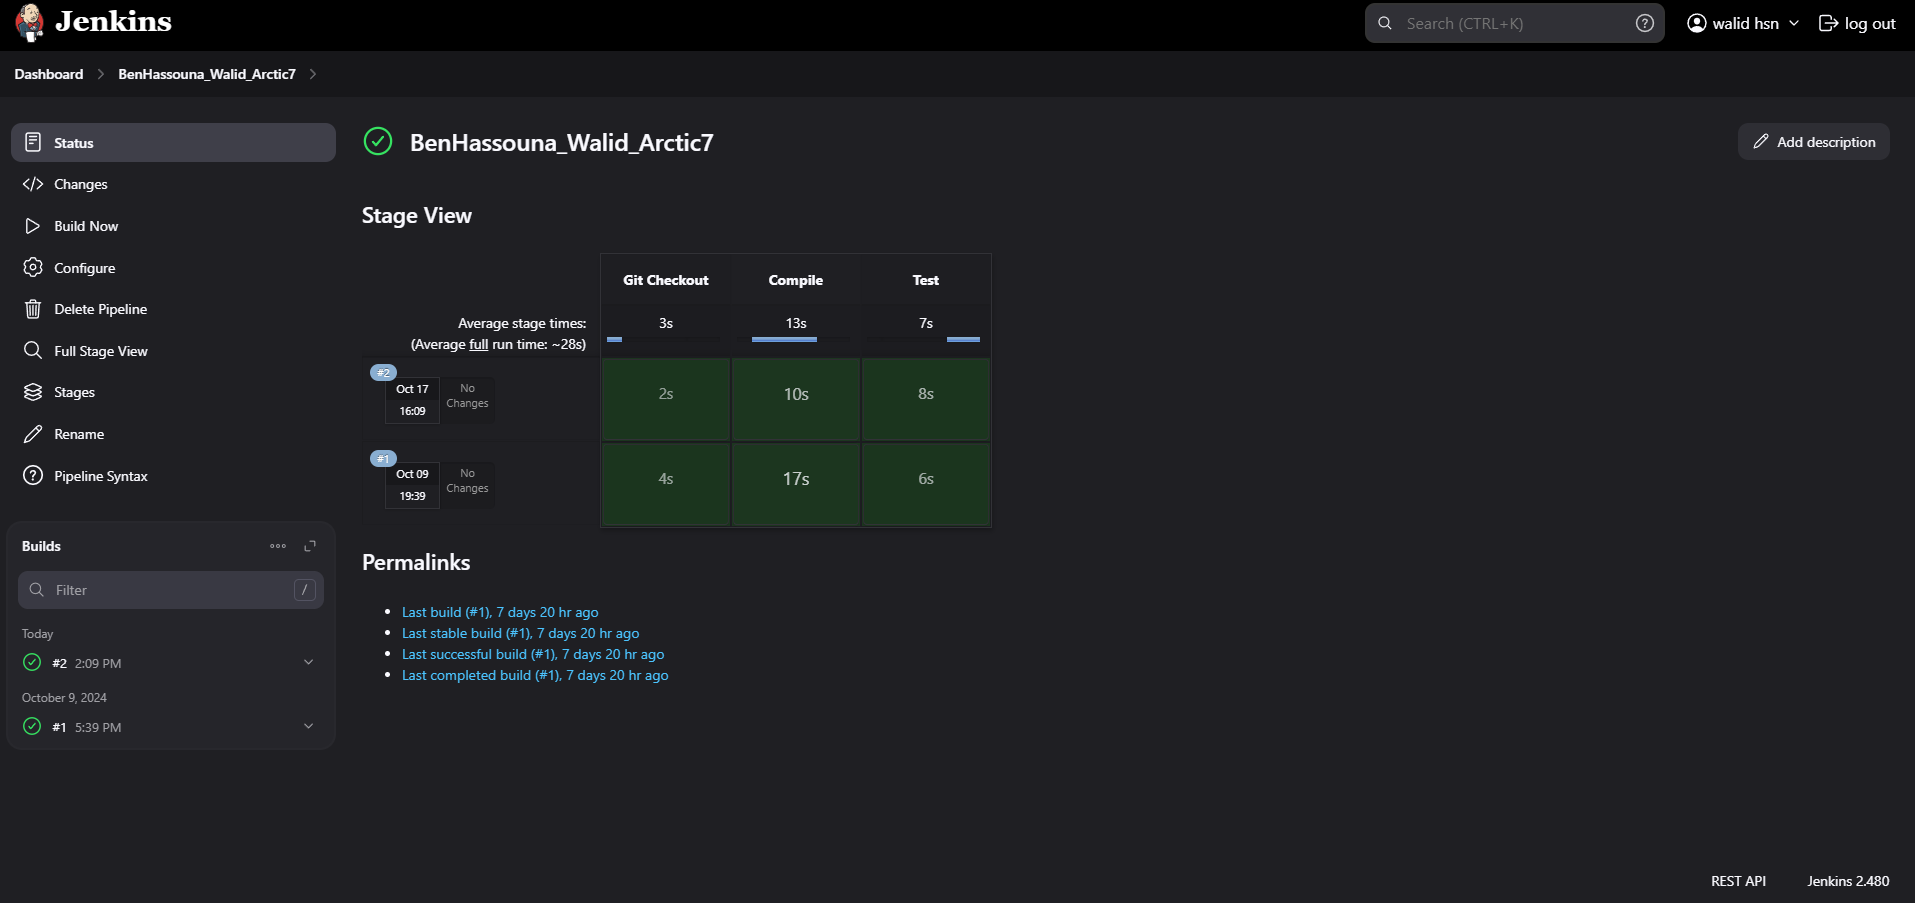 Jenkins
Search (CTRL+K)
?
walid hsn
log out
Dashboard
BenHassouna_Walid_Arctic7
Status
Changes
Build Now
Configure
Delete Pipeline
Full Stage View
Stages
Rename
? Pipeline Syntax
Builds
Filter
/
Today
#2 2:09 PM
October 9, 2024
#1 5:39 PM
BenHassouna_Walid_Arctic7
Add description
Stage View
Git Checkout Compile Test
Average stage times: 3s 13s 7s
(Average full run time: ~28s)
#2
Oct 17
16:09
No
Changes
2s 10s 8s
#1
Oct 09
19:39
No
Changes
4s 17s 6s
Permalinks
Last build (#1), 7 days 20 hr ago
Last stable build (#1), 7 days 20 hr ago
Last successful build (#1), 7 days 20 hr ago
Last completed build (#1), 7 days 20 hr ago
REST API
Jenkins 2.480